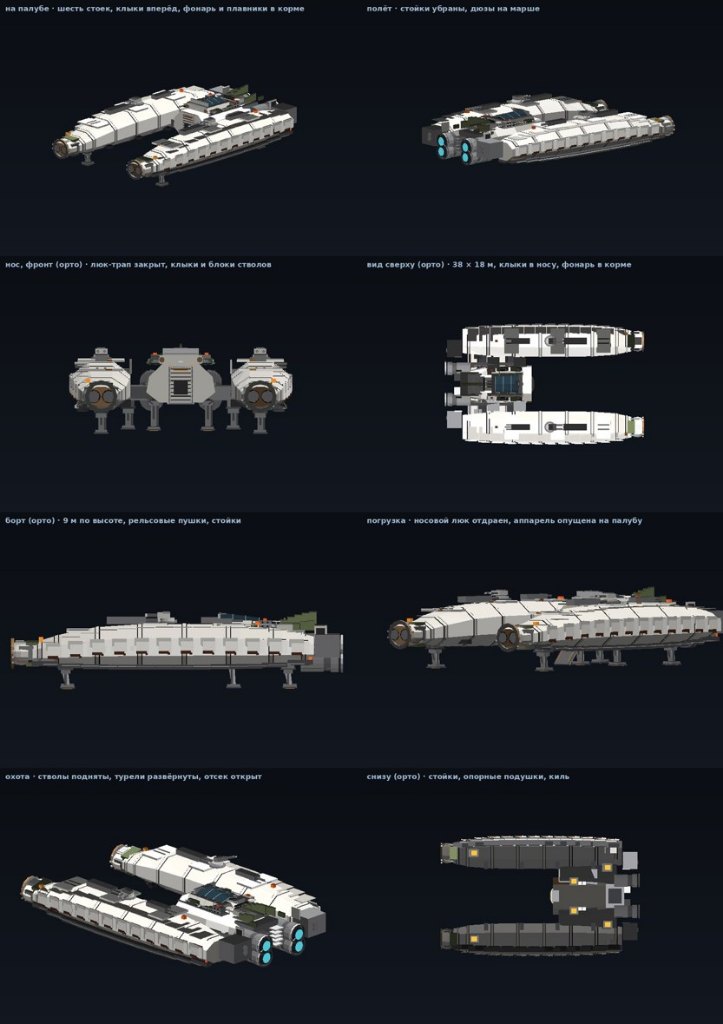 на палубе · шесть стоек, клыки вперёд, фонарь и плавники в корме
полёт · стойки убраны, дюзы на марше
нос, фронт (орто) · люк-трап закрыт, клыки и блоки стволов
вид сверху (орто) · 38 × 18 м, клыки в носу, фонарь в корме
борт (орто) · 9 м по высоте, рельсовые пушки, стойки
погрузка · носовой люк отдраен, аппарель опущена на палубу
охота · стволы подняты, турели развёрнуты, отсек открыт
снизу (орто) · стойки, опорные подушки, киль